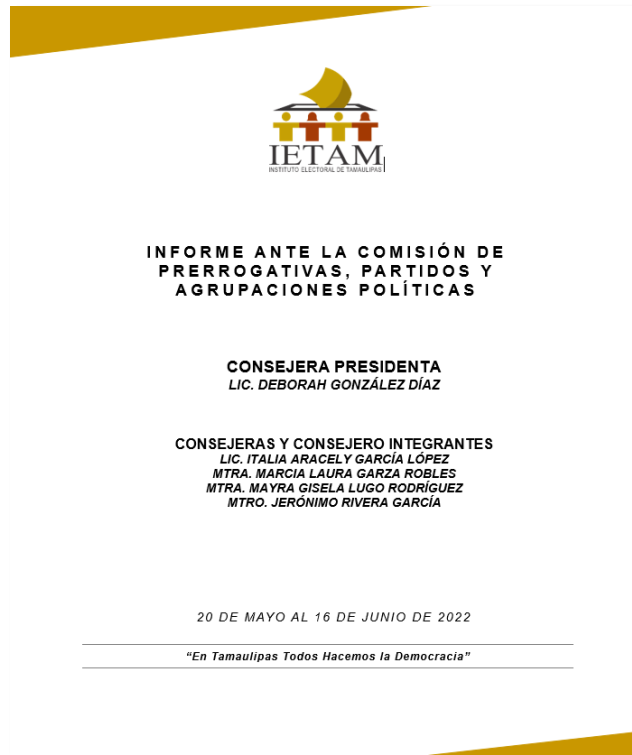 IETAM
INSTITUTO ELECTORAL DE TAMAULIPAS
INFORME ANTE LA COMISIÓN DE
PRERROGATIVAS, PARTIDOS Y
AGRUPACIONES POLÍTICAS
CONSEJERA PRESIDENTA
LIC. DEBORAH GONZÁLEZ DÍAZ
CONSEJERAS Y CONSEJERO INTEGRANTES
LIC. ITALIA ARACELY GARCÍA LÓPEZ
MTRA. MARCIA LAURA GARZA ROBLES
MTRA. MAYRA GISELA LUGO RODRÍGUEZ
MTRO. JERÓNIMO RIVERA GARCÍA
20 DE MAYO AL 16 DE JUNIO DE 2022
“En Tamaulipas Todos Hacemos la Democracia”